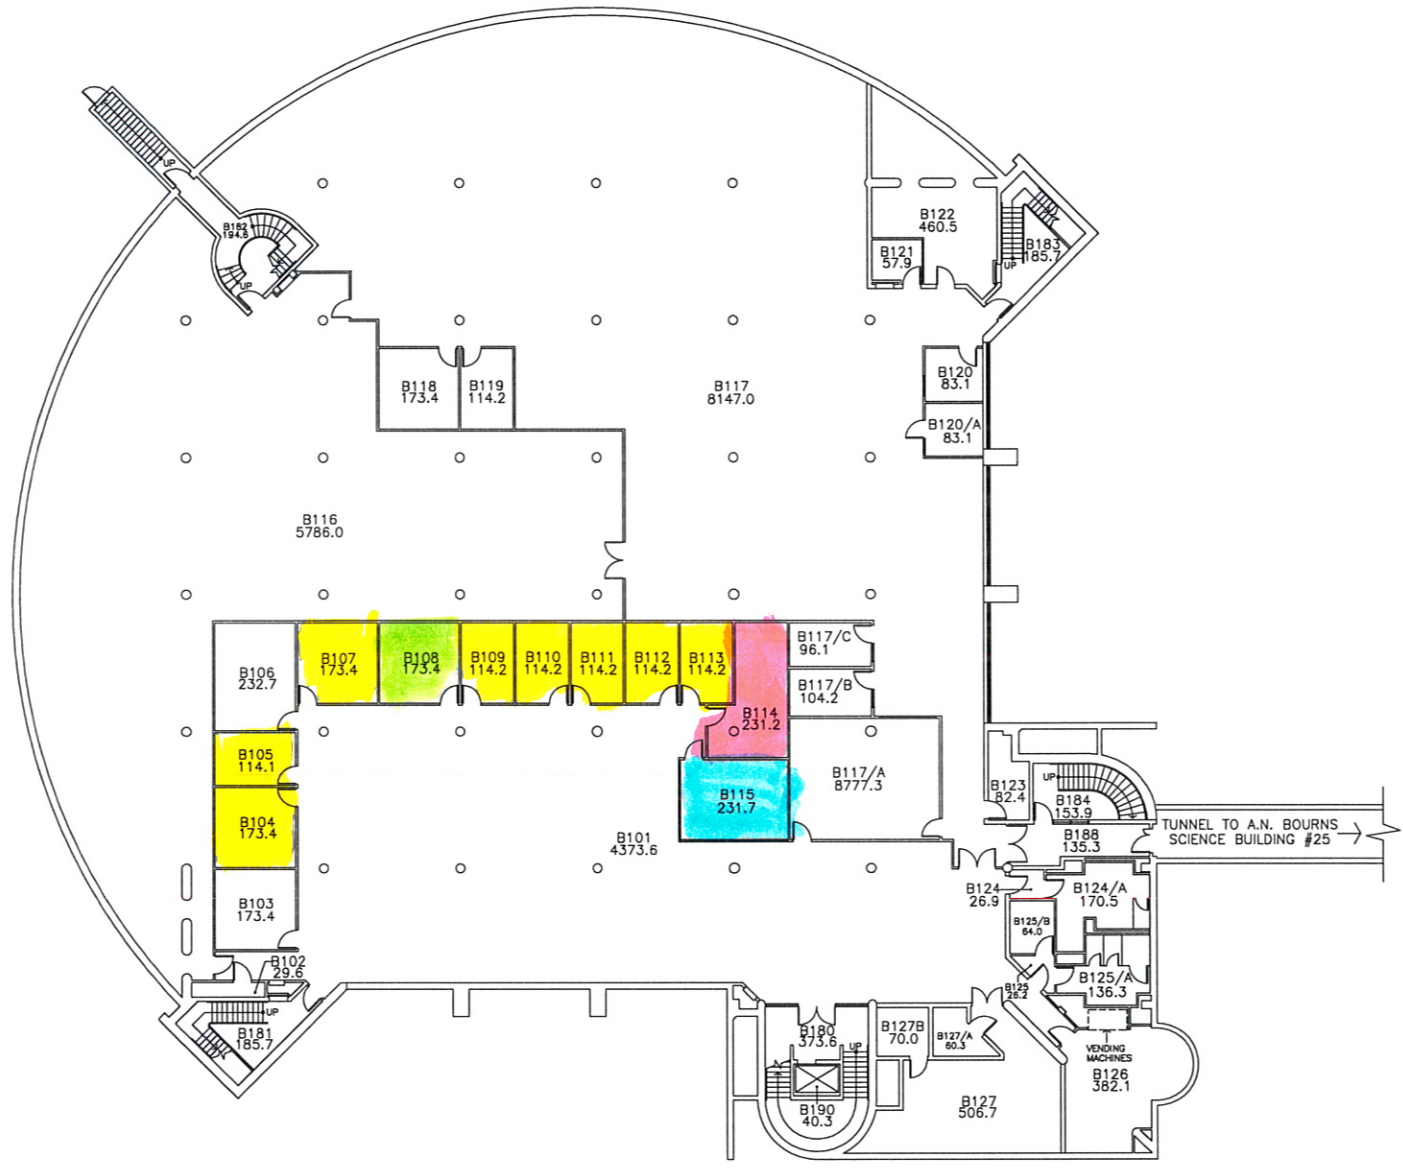 UP
B182
194.6
UP
B122
460.5
B121
57.9
B183
185.7
UP
B118
173.4
B119
114.2
B117
8147.0
B120
83.1
B120/A
83.1
B116
5786.0
B106
232.7
B107
173.4
B108
173.4
B109
114.2
B110
114.2
B111
114.2
B112
114.2
B113
114.2
B117/C
96.1
B117/B
104.2
B114
231.2
B105
114.1
B104
173.4
B115
231.7
B117/A
8777.3
B123
82.4
UP
B184
153.9
B188
135.3
TUNNEL TO A.N. BOURNS
SCIENCE BUILDING #25
B101
4373.6
B103
173.4
B124
26.9
B124/A
170.5
B125/B
64.0
B102
29.6
B125
26.2
B125/A
136.3
UP
B181
185.7
B180
373.6
UP
B127B
70.0
B127/A
60.3
VENDING
MACHINES
B126
382.1
B190
40.3
B127
506.7